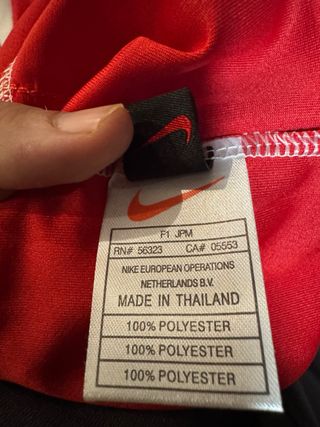 F1 JPM
RN# 56323 CA# 05553
NIKE EUROPEAN OPERATIONS
NETHERLANDS B.V.
MADE IN THAILAND
100% POLYESTER
100% POLYESTER
100% POLYESTER